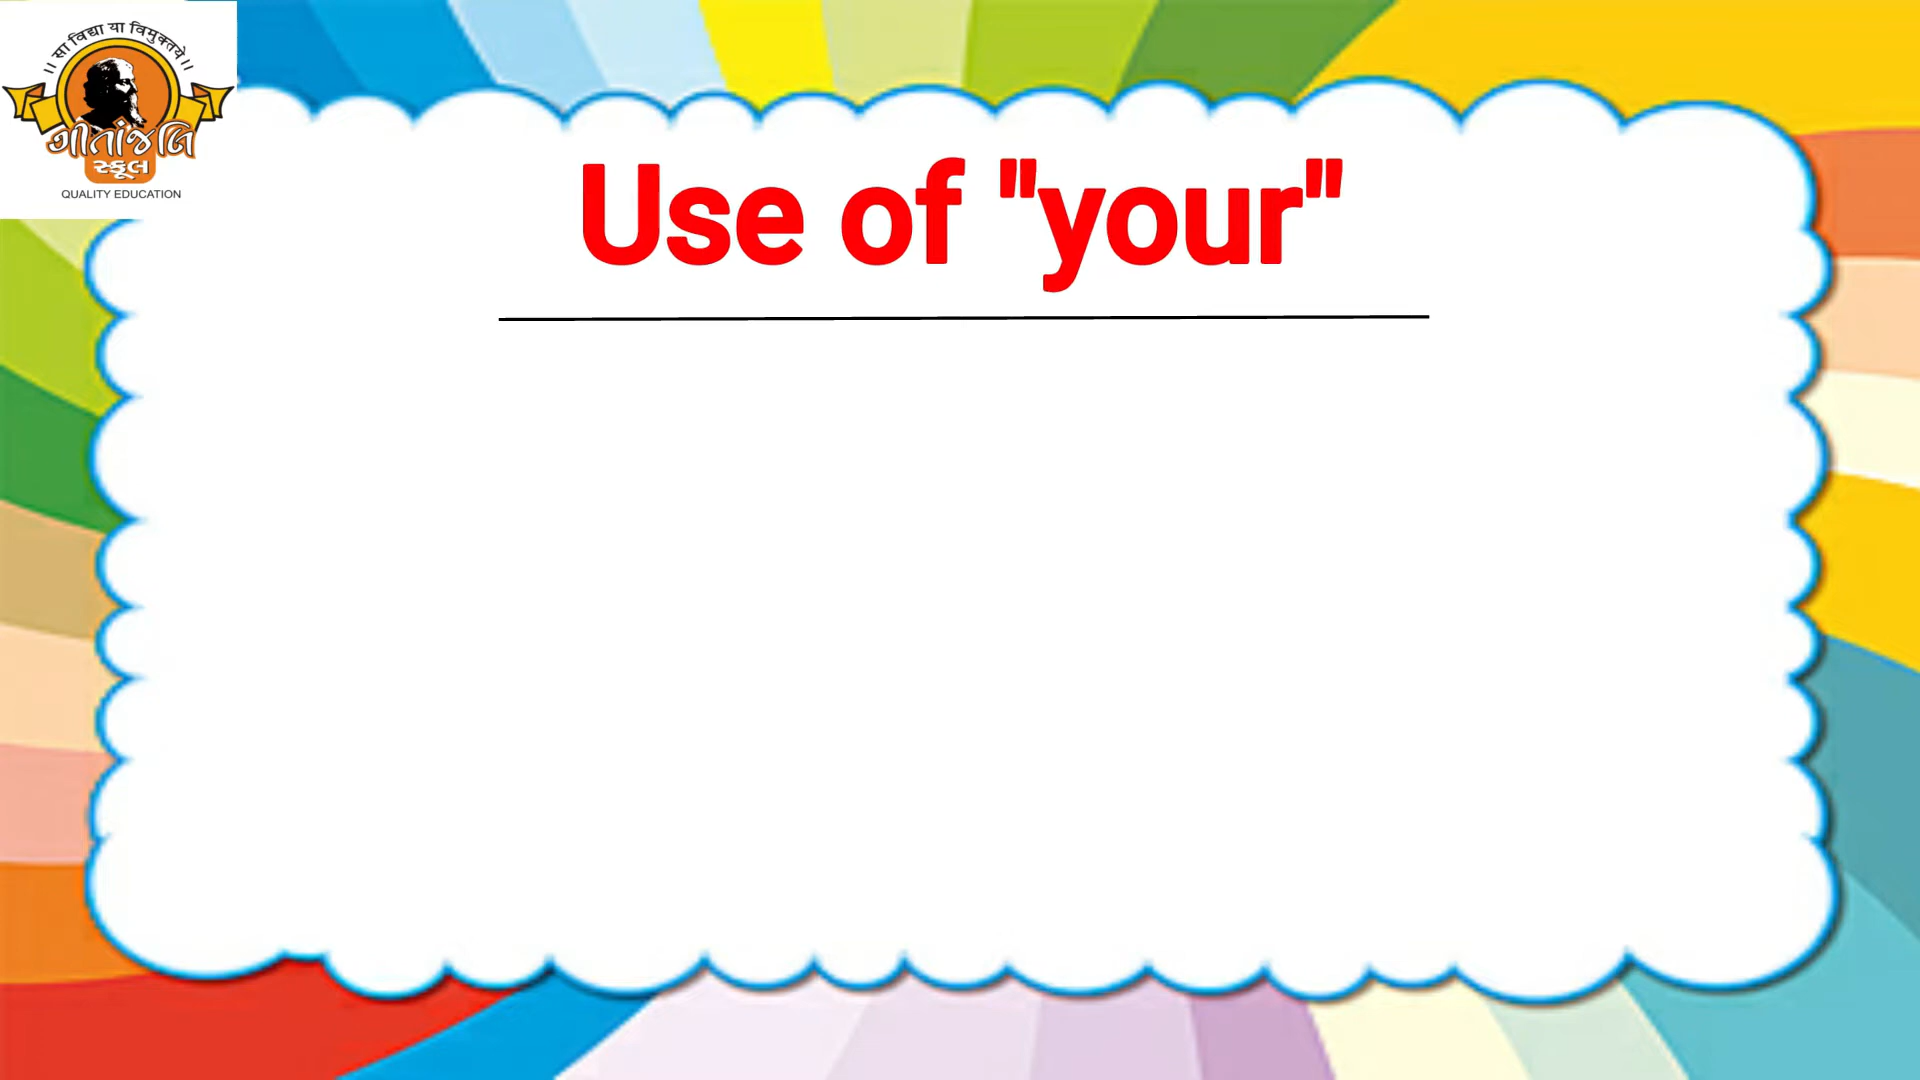 ।। सा विद्या या विमुक्तये ।।
ગીતાંજલિ
સ્કૂલ
QUALITY EDUCATION
Use of "your"